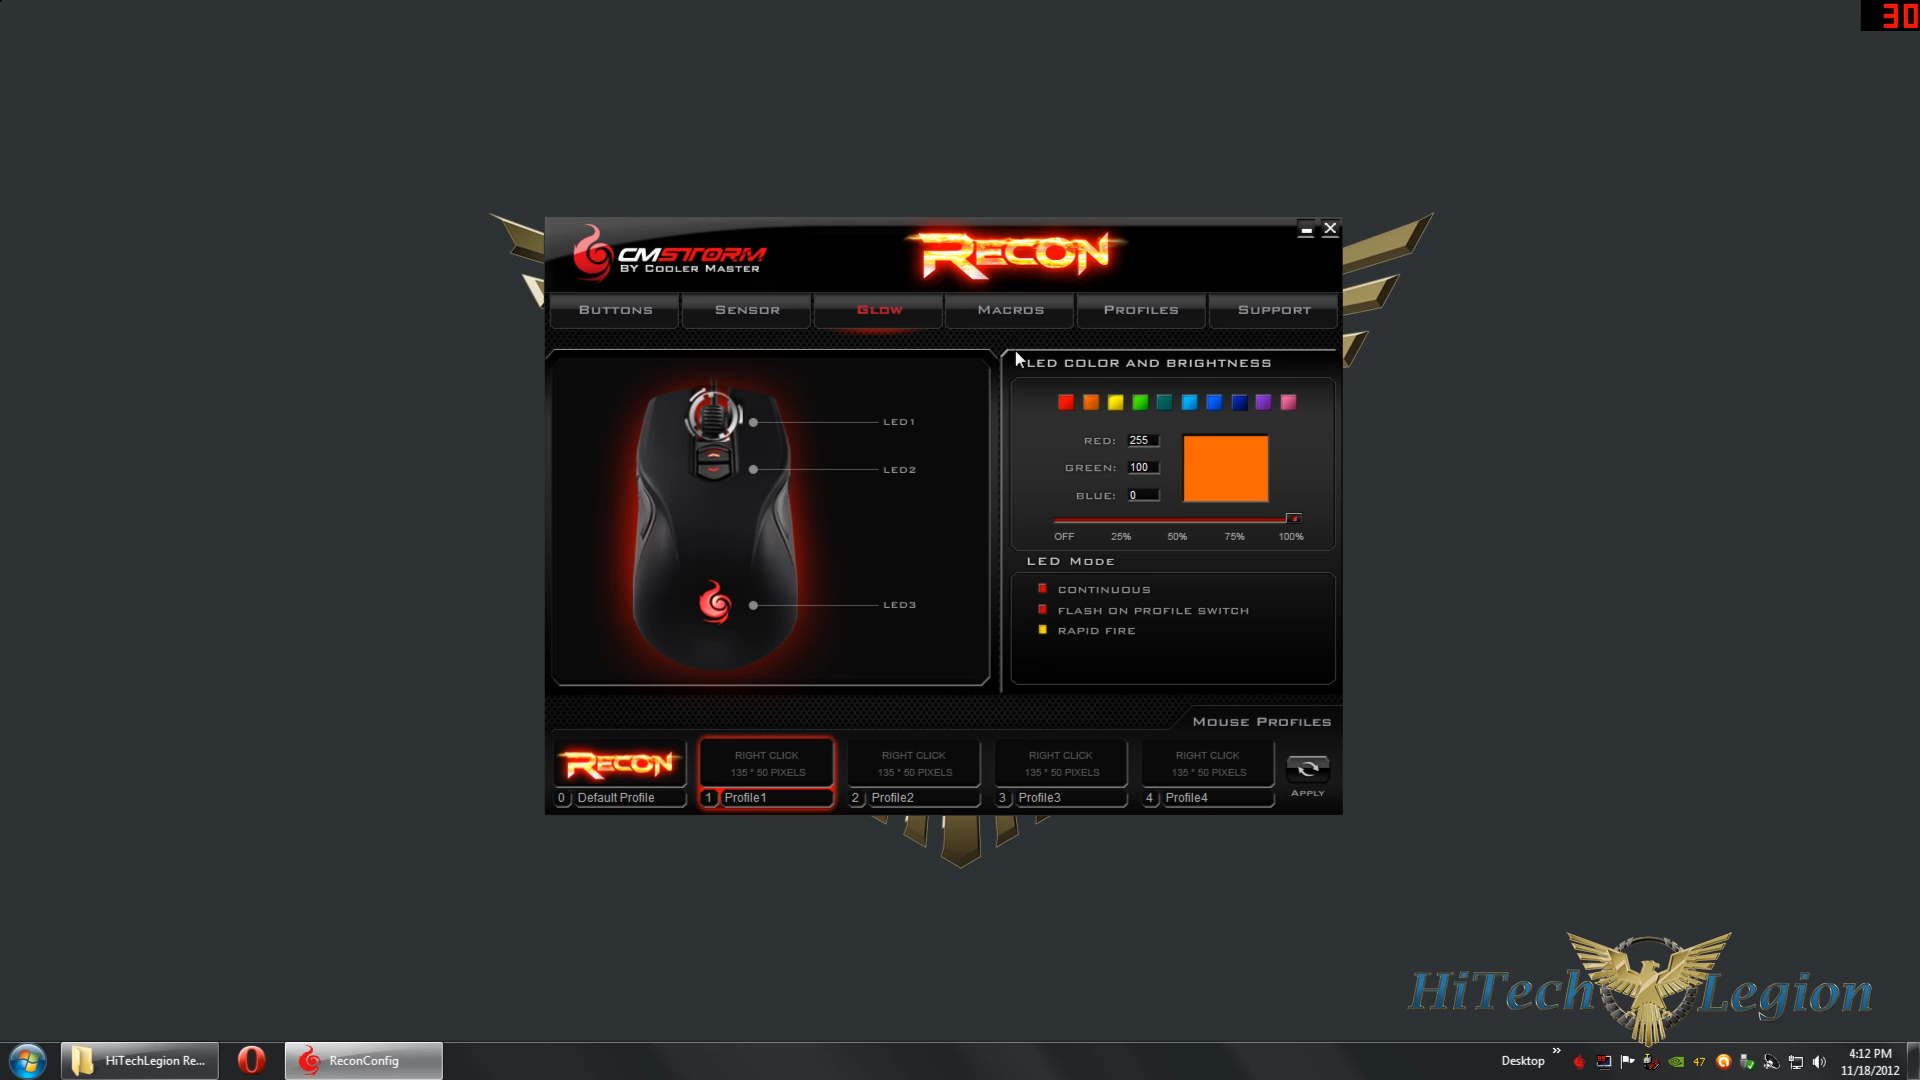 30
CMSTORM
BY COOLER MASTER
RECON
BUTTONS
SENSOR
GLOW
MACROS
PROFILES
SUPPORT
LED1
LED2
LED3
LED COLOR AND BRIGHTNESS
RED: 255
GREEN: 100
BLUE: 0
OFF 25% 50% 75% 100%
LED MODE
CONTINUOUS
FLASH ON PROFILE SWITCH
RAPID FIRE
MOUSE PROFILES
RECON
0 Default Profile
RIGHT CLICK
135 * 50 PIXELS
1 Profile1
RIGHT CLICK
135 * 50 PIXELS
2 Profile2
RIGHT CLICK
135 * 50 PIXELS
3 Profile3
RIGHT CLICK
135 * 50 PIXELS
4 Profile4
APPLY
HiTech Legion
HiTechLegion Re...
ReconConfig
Desktop
47
4:12 PM
11/18/2012